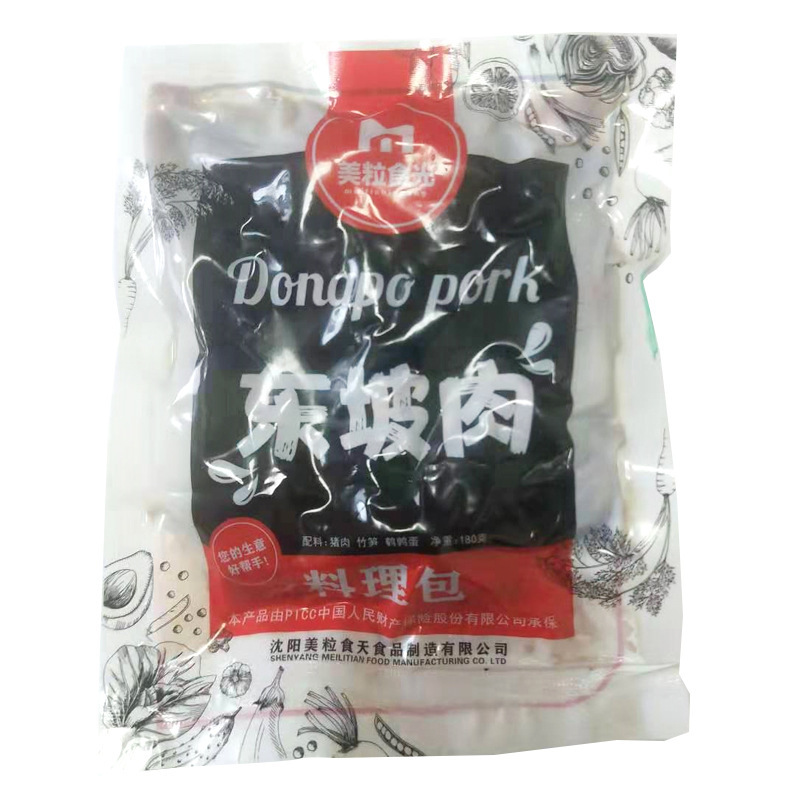 美粒食光
Dongpo pork
东坡肉
配料:猪肉 竹笋 鹌鹑蛋 净重:180克
您的生意
好帮手!
料理包
本产品由PICC中国人民财产保险股份有限公司承保
沈阳美粒食天食品制造有限公司
SHENYANG MEILITIAN FOOD MANUFACTURING CO. LTD